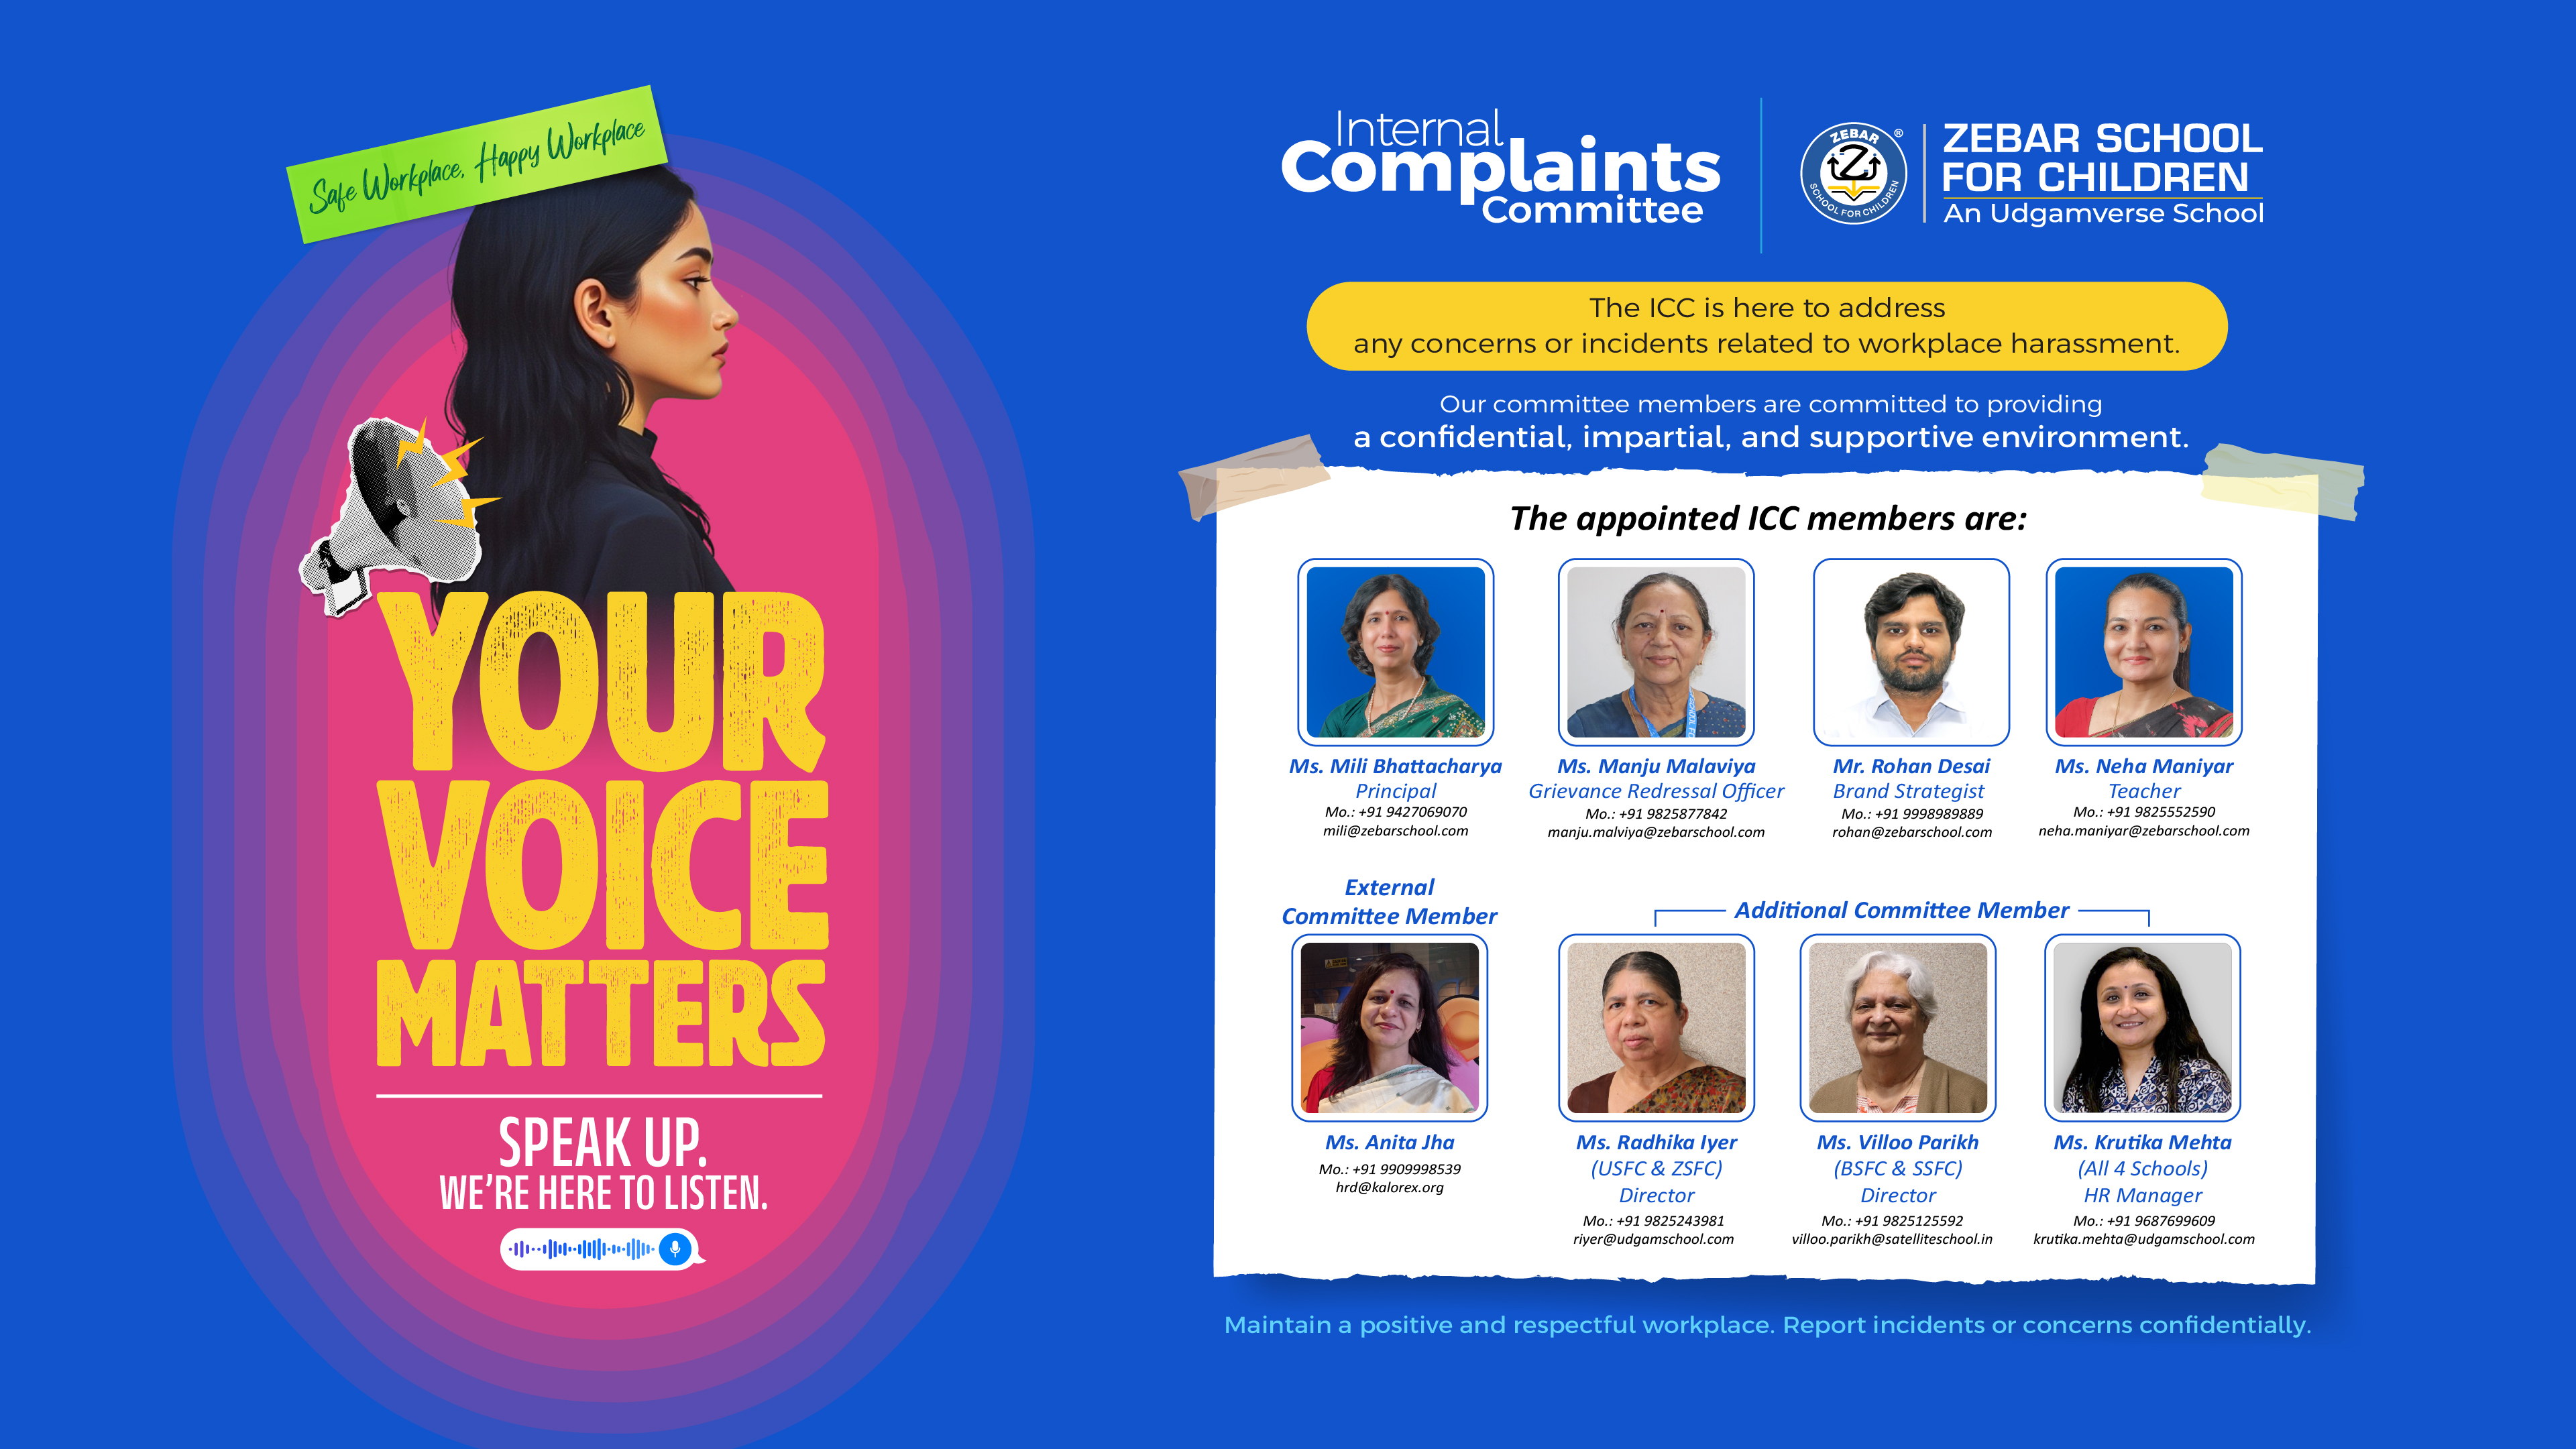 Safe Workplace, Happy Workplace
YOUR
VOICE
MATTERS
SPEAK UP.
WE'RE HERE TO LISTEN.
Internal
Complaints
Committee
ZEBAR
SCHOOL FOR CHILDREN
®
ZEBAR SCHOOL
FOR CHILDREN
An Udgamverse School
The ICC is here to address
any concerns or incidents related to workplace harassment.
Our committee members are committed to providing
a confidential, impartial, and supportive environment.
The appointed ICC members are:
Ms. Mili Bhattacharya
Principal
Mo.: +91 9427069070
mili@zebarschool.com
Ms. Manju Malaviya
Grievance Redressal Officer
Mo.: +91 9825877842
manju.malviya@zebarschool.com
Mr. Rohan Desai
Brand Strategist
Mo.: +91 9998989889
rohan@zebarschool.com
Ms. Neha Maniyar
Teacher
Mo.: +91 9825552590
neha.maniyar@zebarschool.com
External
Committee Member
Ms. Anita Jha
Mo.: +91 9909998539
hrd@kalorex.org
Additional Committee Member
Ms. Radhika Iyer
(USFC & ZSFC)
Director
Mo.: +91 9825243981
riyer@udgamschool.com
Ms. Villoo Parikh
(BSFC & SSFC)
Director
Mo.: +91 9825125592
villoo.parikh@satelliteschool.in
Ms. Krutika Mehta
(All 4 Schools)
HR Manager
Mo.: +91 9687699609
krutika.mehta@udgamschool.com
Maintain a positive and respectful workplace. Report incidents or concerns confidentially.